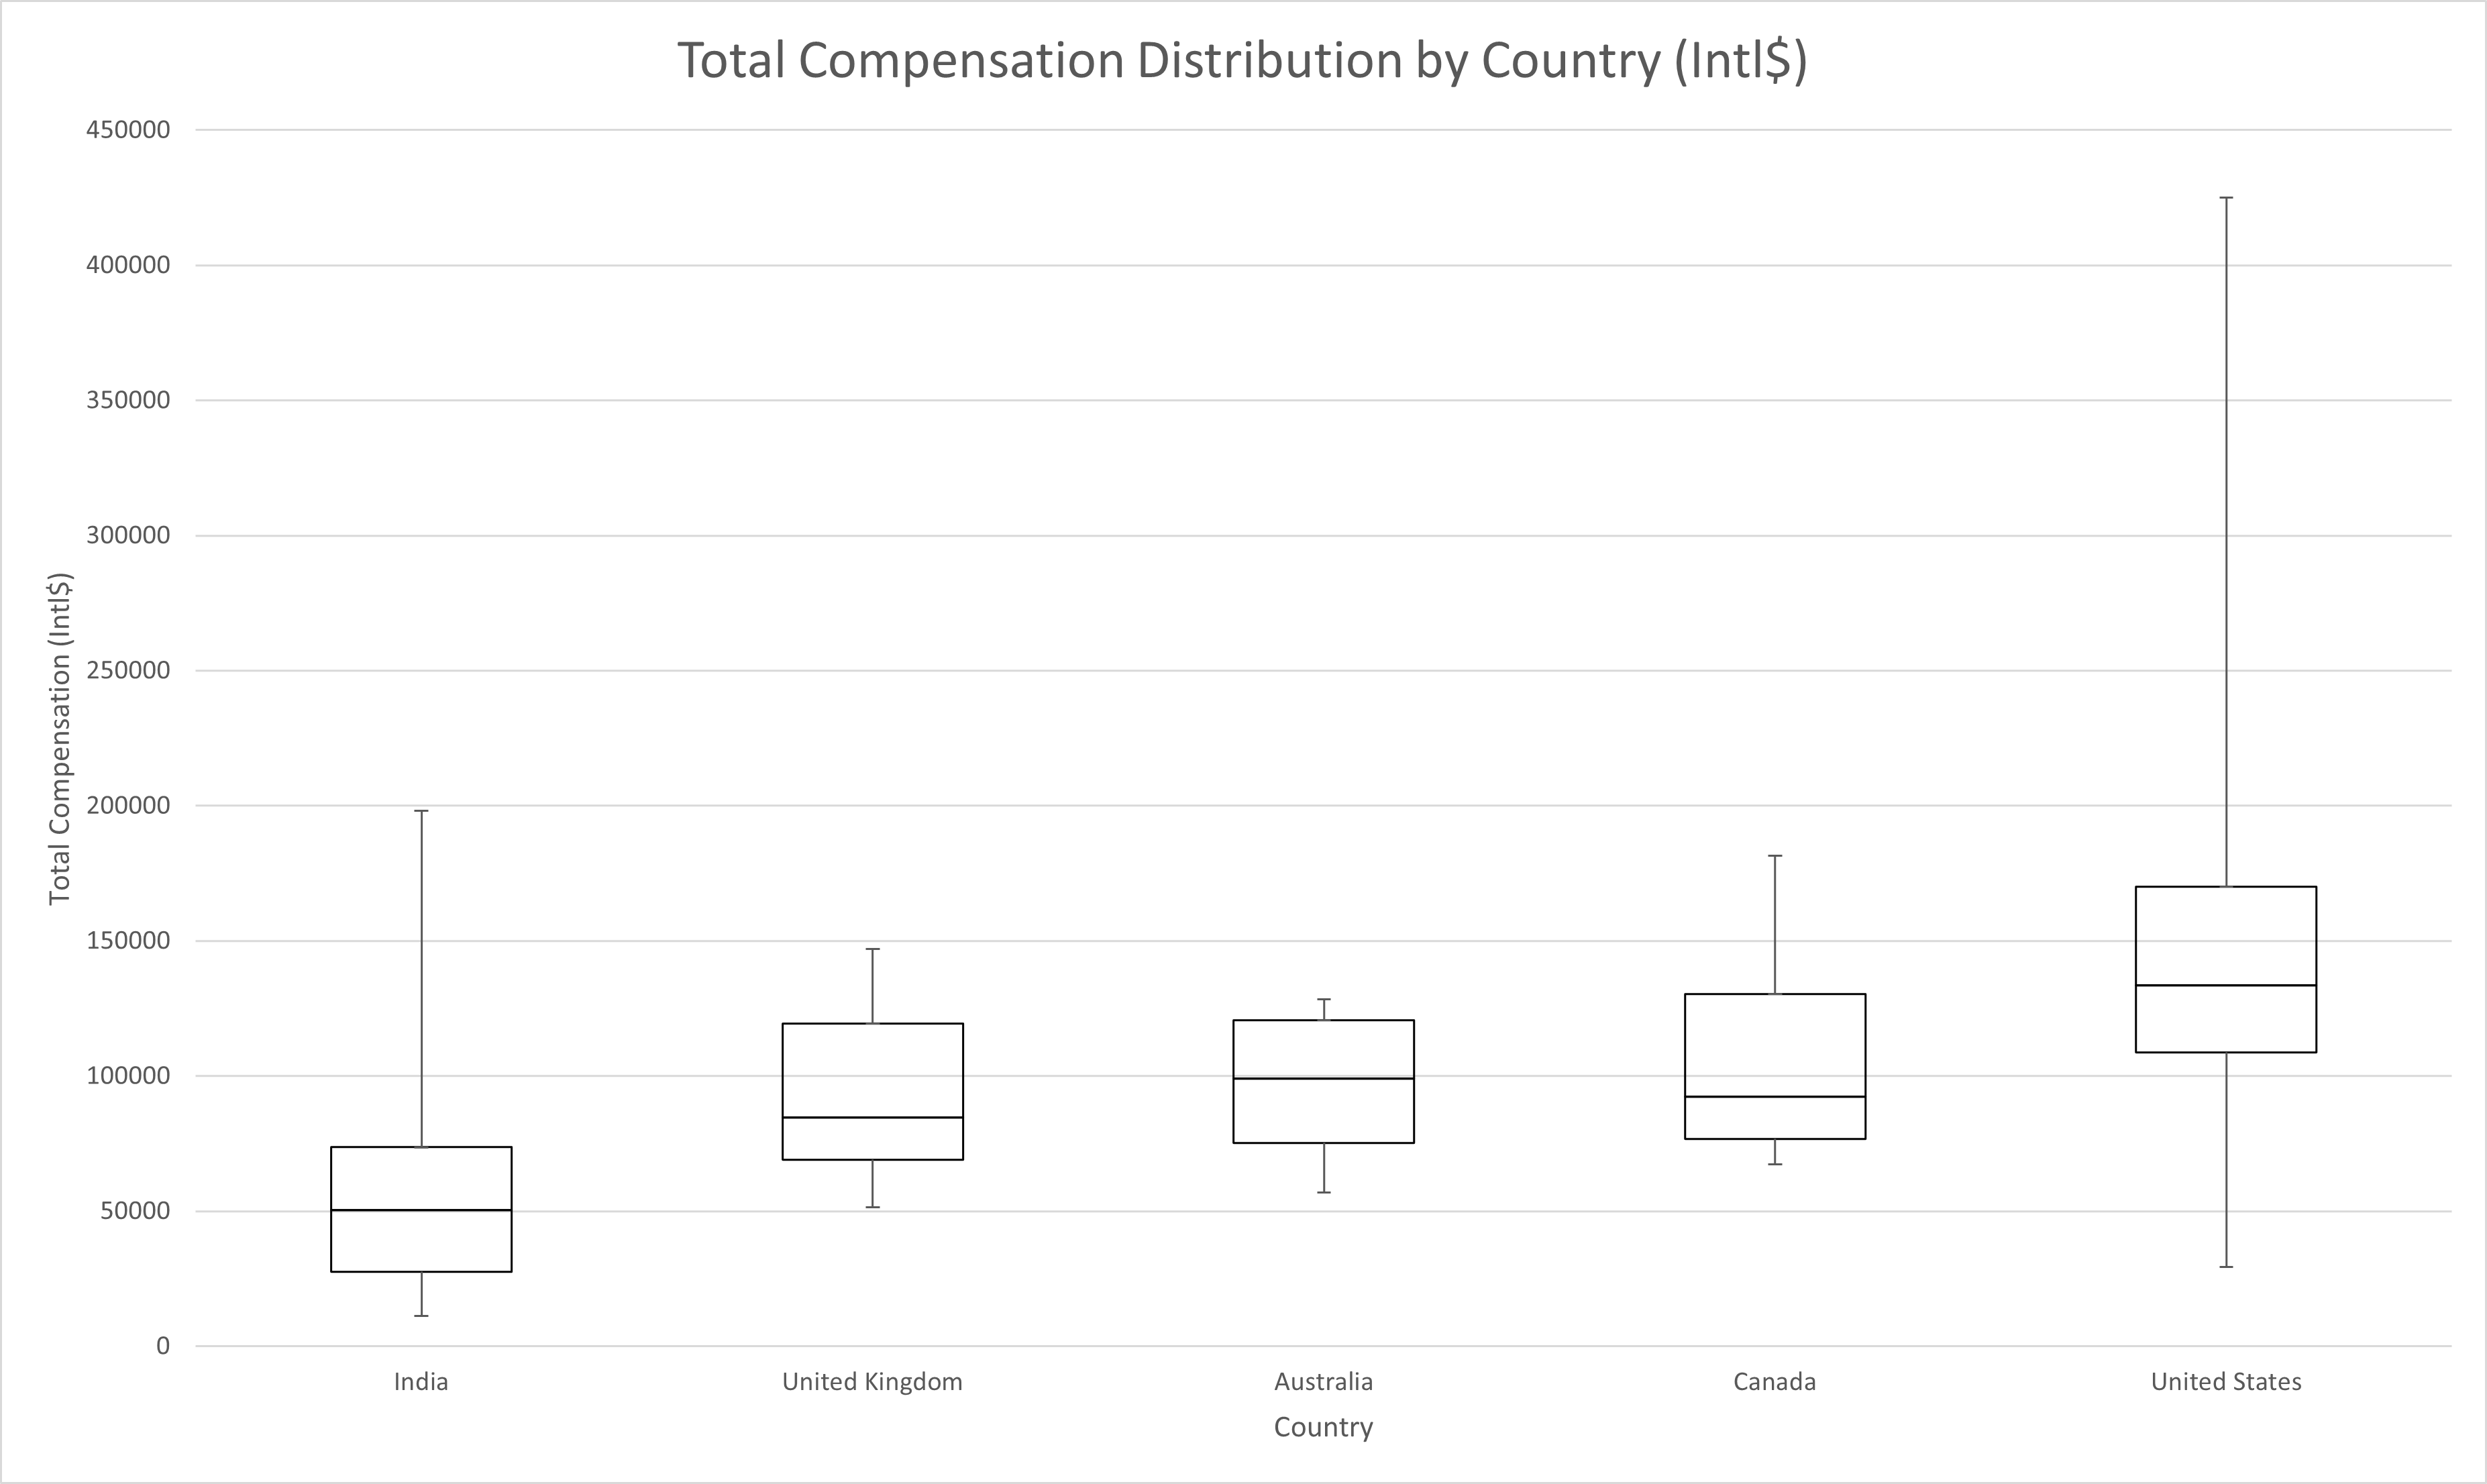 Total Compensation Distribution by Country (Intl$)
450000
400000
350000
300000
250000
200000
150000
100000
50000
0
Total Compensation (Intl$)
India
United Kingdom
Australia
Canada
United States
Country